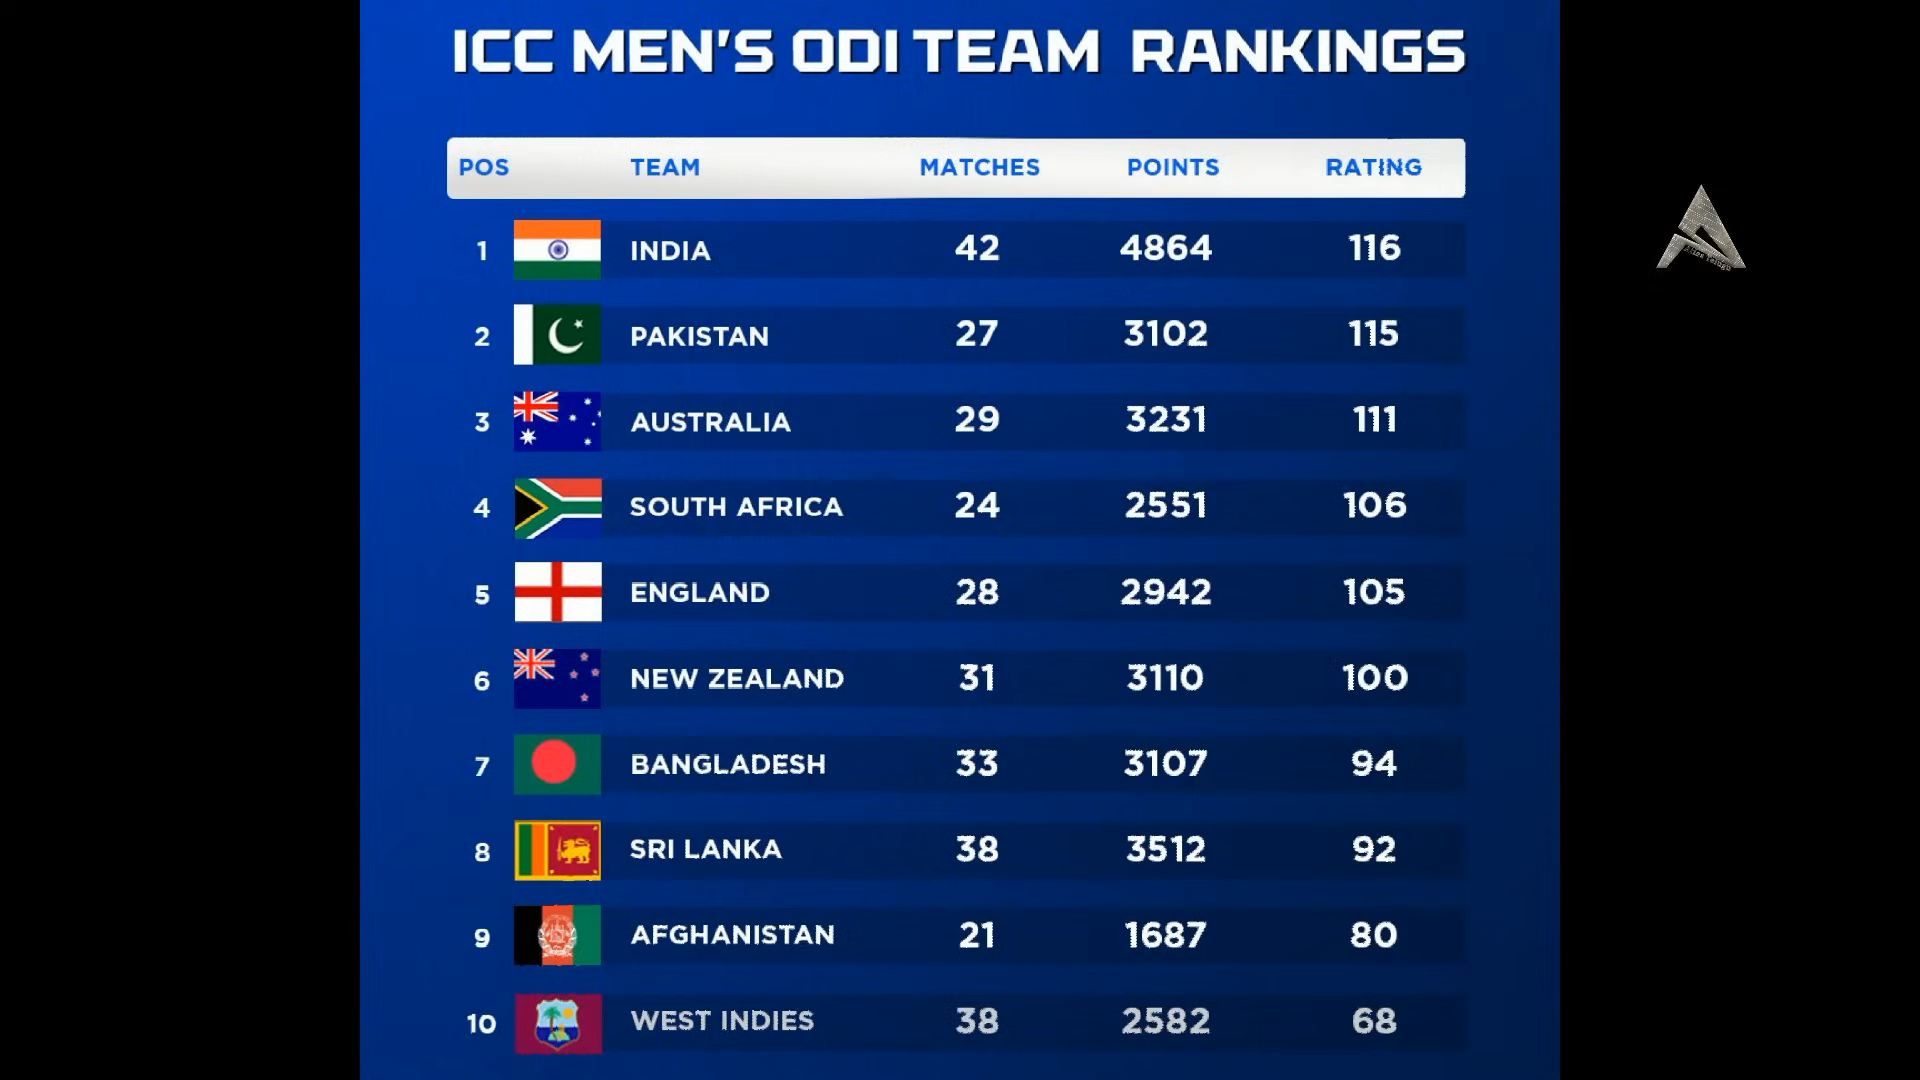 ICC MEN'S ODI TEAM RANKINGS
POS TEAM MATCHES POINTS RATING
1 INDIA 42 4864 116
2 PAKISTAN 27 3102 115
3 AUSTRALIA 29 3231 111
4 SOUTH AFRICA 24 2551 106
5 ENGLAND 28 2942 105
6 NEW ZEALAND 31 3110 100
7 BANGLADESH 33 3107 94
8 SRI LANKA 38 3512 92
9 AFGHANISTAN 21 1687 80
10 WEST INDIES 38 2582 68